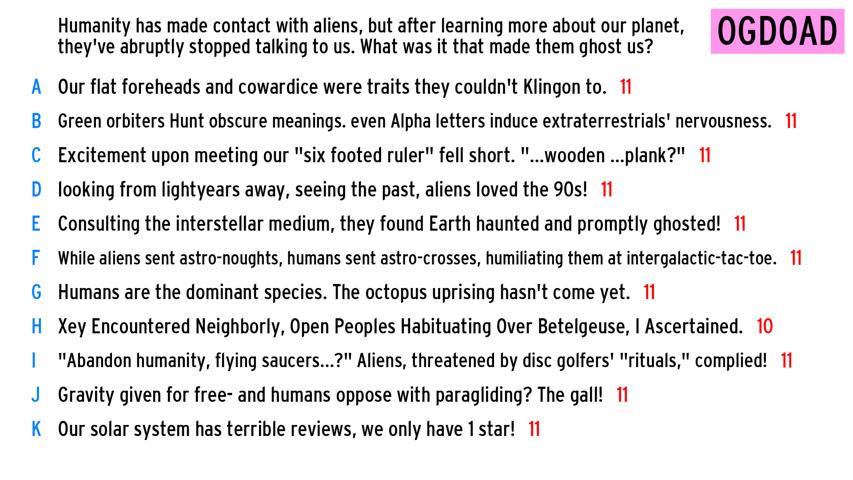 Humanity has made contact with aliens, but after learning more about our planet,
they've abruptly stopped talking to us. What was it that made them ghost us?
OGDOAD
A Our flat foreheads and cowardice were traits they couldn't Klingon to. 11
B Green orbiters Hunt obscure meanings. even Alpha letters induce extraterrestrials' nervousness. 11
C Excitement upon meeting our "six footed ruler" fell short. "...wooden ...plank?" 11
D looking from lightyears away, seeing the past, aliens loved the 90s! 11
E Consulting the interstellar medium, they found Earth haunted and promptly ghosted! 11
F While aliens sent astro-noughts, humans sent astro-crosses, humiliating them at intergalactic-tac-toe. 11
G Humans are the dominant species. The octopus uprising hasn't come yet. 11
H Xey Encountered Neighborly, Open Peoples Habituating Over Betelgeuse, I Ascertained. 10
I "Abandon humanity, flying saucers...?" Aliens, threatened by disc golfers' "rituals," complied! 11
J Gravity given for free- and humans oppose with paragliding? The gall! 11
K Our solar system has terrible reviews, we only have 1 star! 11